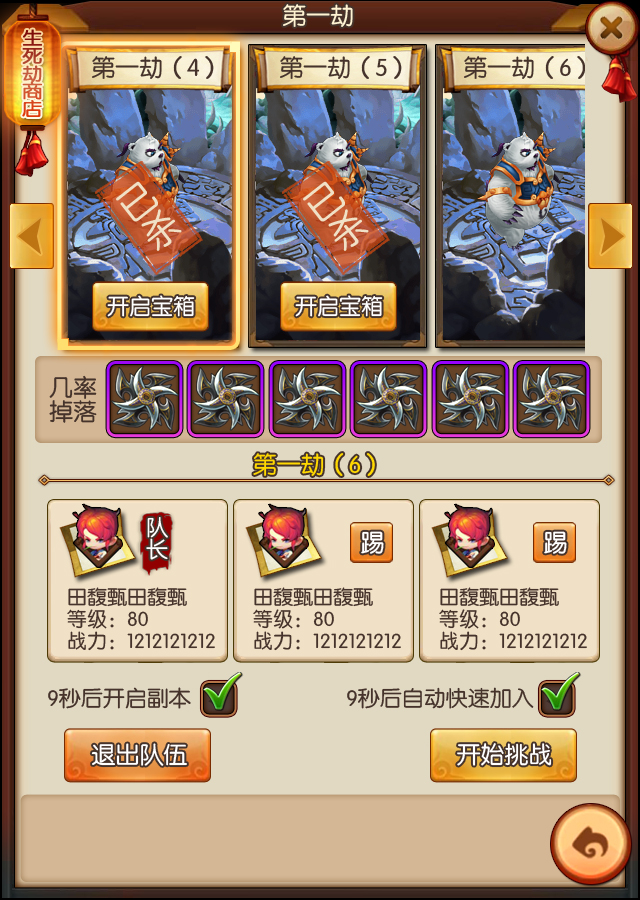 第一劫
生死劫商店
第一劫（4）
第一劫（5）
第一劫（6）
已杀
已杀
开启宝箱
开启宝箱
几率
掉落
第一劫（6）
队长
踢
踢
田馥甄田馥甄
田馥甄田馥甄
田馥甄田馥甄
等级：80
等级：80
等级：80
战力：1212121212
战力：1212121212
战力：1212121212
9秒后开启副本
9秒后自动快速加入
退出队伍
开始挑战